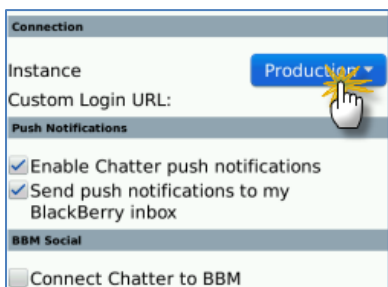 Connection
Instance Production
Custom Login URL:
Push Notifications
Enable Chatter push notifications
Send push notifications to my
BlackBerry inbox
BBM Social
Connect Chatter to BBM